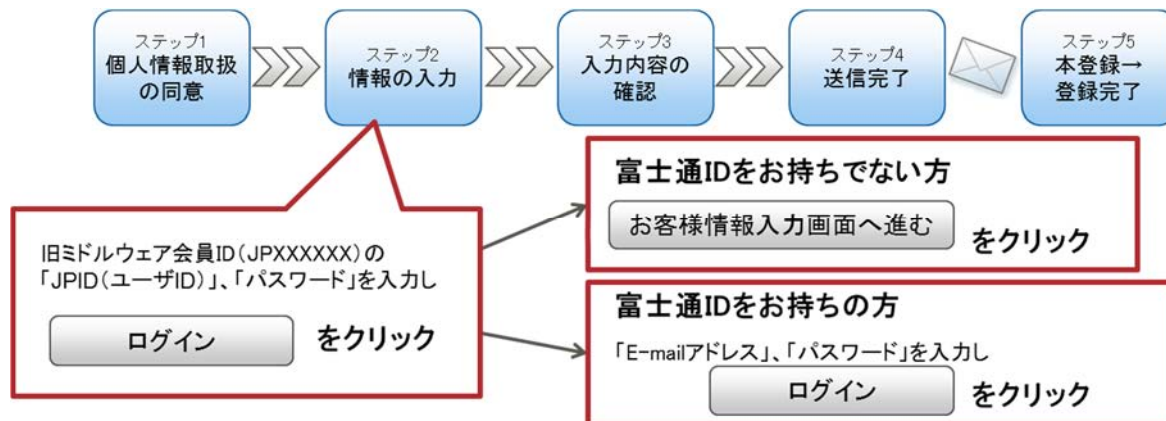 ステップ1
個人情報取扱
の同意
ステップ2
情報の入力
ステップ3
入力内容の
確認
ステップ4
送信完了
ステップ5
本登録→
登録完了
旧ミドルウェア会員ID(JPXXXXXX)の
「JPID(ユーザID)」、「パスワード」を入力し
ログイン をクリック
富士通IDをお持ちでない方
お客様情報入力画面へ進む をクリック
富士通IDをお持ちの方
「E-mailアドレス」、「パスワード」を入力し
ログイン をクリック